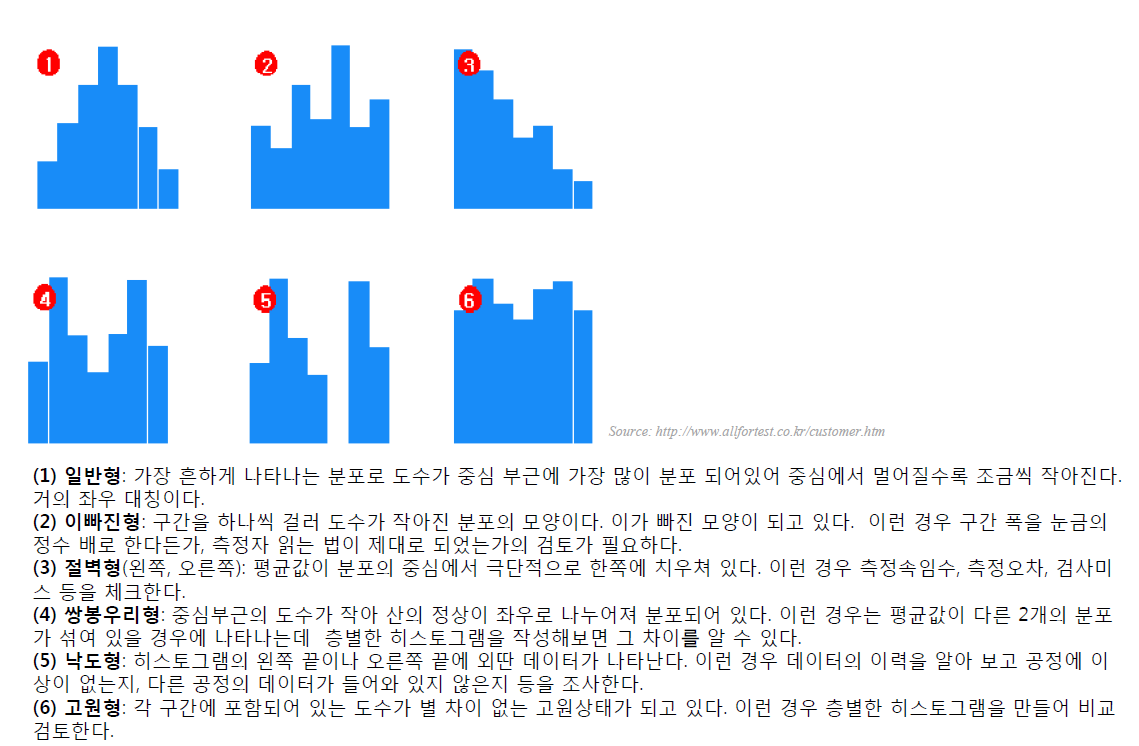 1
2
3
4
5
6
Source: http://www.allfortest.co.kr/customer.htm
(1) 일반형: 가장 흔하게 나타나는 분포로 도수가 중심 부근에 가장 많이 분포 되어있어 중심에서 멀어질수록 조금씩 작아진다.
거의 좌우 대칭이다.
(2) 이빠진형: 구간을 하나씩 걸러 도수가 작아진 분포의 모양이다. 이가 빠진 모양이 되고 있다. 이런 경우 구간 폭을 눈금의
정수 배로 한다든가, 측정자 읽는 법이 제대로 되었는가의 검토가 필요하다.
(3) 절벽형(왼쪽, 오른쪽): 평균값이 분포의 중심에서 극단적으로 한쪽에 치우쳐 있다. 이런 경우 측정속임수, 측정오차, 검사미
스 등을 체크한다.
(4) 쌍봉우리형: 중심부근의 도수가 작아 산의 정상이 좌우로 나누어져 분포되어 있다. 이런 경우는 평균값이 다른 2개의 분포
가 섞여 있을 경우에 나타나는데 층별한 히스토그램을 작성해보면 그 차이를 알 수 있다.
(5) 낙도형: 히스토그램의 왼쪽 끝이나 오른쪽 끝에 외딴 데이터가 나타난다. 이런 경우 데이터의 이력을 알아 보고 공정에 이
상이 없는지, 다른 공정의 데이터가 들어와 있지 않은지 등을 조사한다.
(6) 고원형: 각 구간에 포함되어 있는 도수가 별 차이 없는 고원상태가 되고 있다. 이런 경우 층별한 히스토그램을 만들어 비교
검토한다.